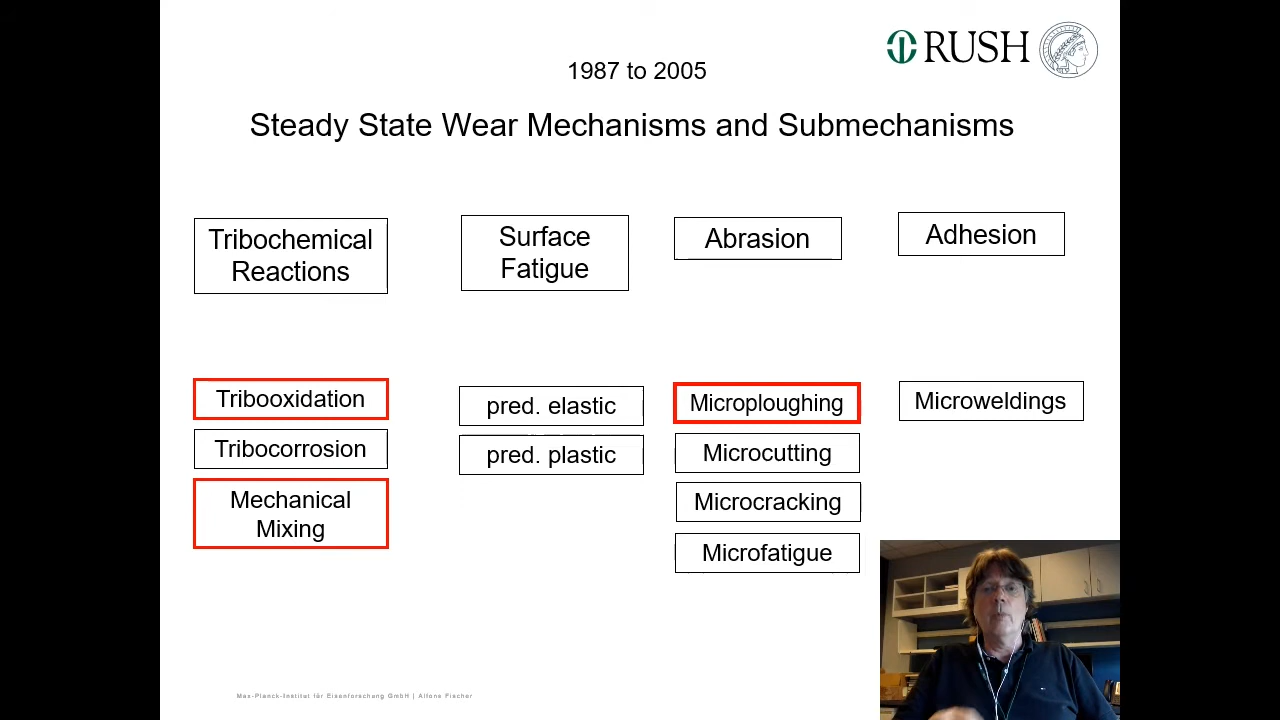 RUSH
1987 to 2005
Steady State Wear Mechanisms and Submechanisms
Tribochemical
Reactions
Surface
Fatigue
Abrasion
Adhesion
Tribooxidation
Tribocorrosion
Mechanical
Mixing
pred. elastic
pred. plastic
Microploughing
Microcutting
Microcracking
Microfatigue
Microweldings
Max-Planck-Institut für Eisenforschung GmbH | Alfons Fischer